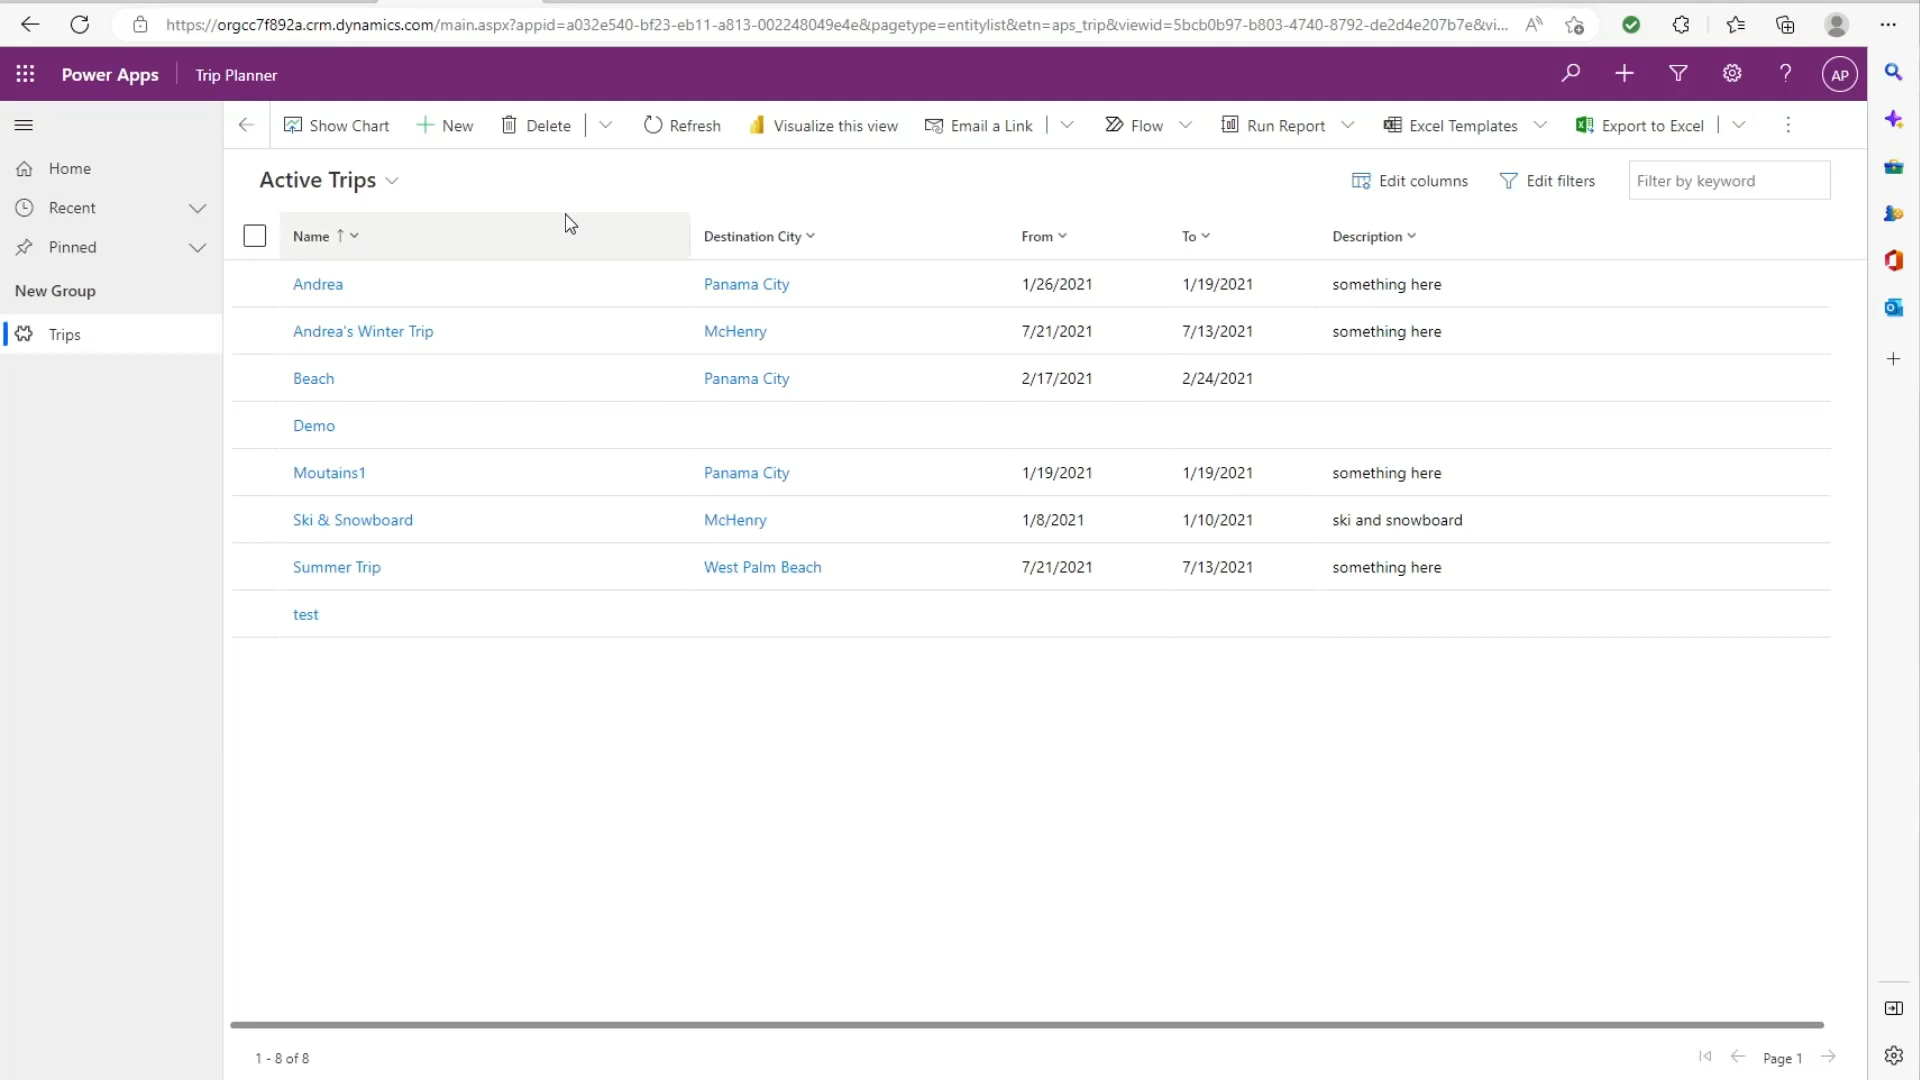 https://orgcc7f892a.crm.dynamics.com/main.aspx?appid=a032e540-bf23-eb11-a813-002248049e4e&pagetype=entitylist&etn=aps_trip&viewid=5bcb0b97-b803-4740-8792-de2d4e207b7e&vi...
Power Apps Trip Planner AP
Show Chart New Delete Refresh Visualize this view Email a Link Flow Run Report Excel Templates Export to Excel
Home
Recent
Pinned
New Group
Trips
Active Trips Edit columns Edit filters Filter by keyword
Name Destination City From To Description
Andrea Panama City 1/26/2021 1/19/2021 something here
Andrea's Winter Trip McHenry 7/21/2021 7/13/2021 something here
Beach Panama City 2/17/2021 2/24/2021
Demo
Moutains1 Panama City 1/19/2021 1/19/2021 something here
Ski & Snowboard McHenry 1/8/2021 1/10/2021 ski and snowboard
Summer Trip West Palm Beach 7/21/2021 7/13/2021 something here
test
1 - 8 of 8 Page 1